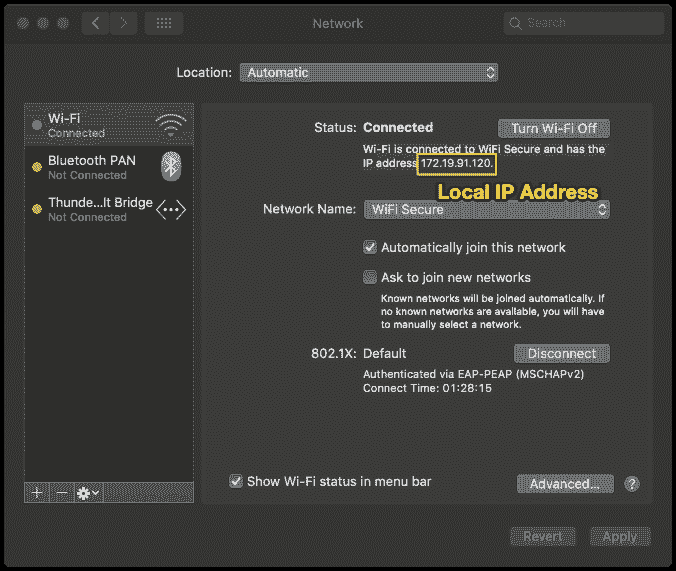 Network
Search
Location: Automatic
Wi-Fi
Connected
Bluetooth PAN
Not Connected
Thunde...lt Bridge
Not Connected
Status: Connected
Turn Wi-Fi Off
Wi-Fi is connected to WiFi Secure and has the
IP address 172.19.91.120.
Local IP Address
Network Name: WiFi Secure
Automatically join this network
Ask to join new networks
Known networks will be joined automatically. If
no known networks are available, you will have
to manually select a network.
802.1X: Default
Disconnect
Authenticated via EAP-PEAP (MSCHAPv2)
Connect Time: 01:28:15
Show Wi-Fi status in menu bar
Advanced...
?
Revert
Apply